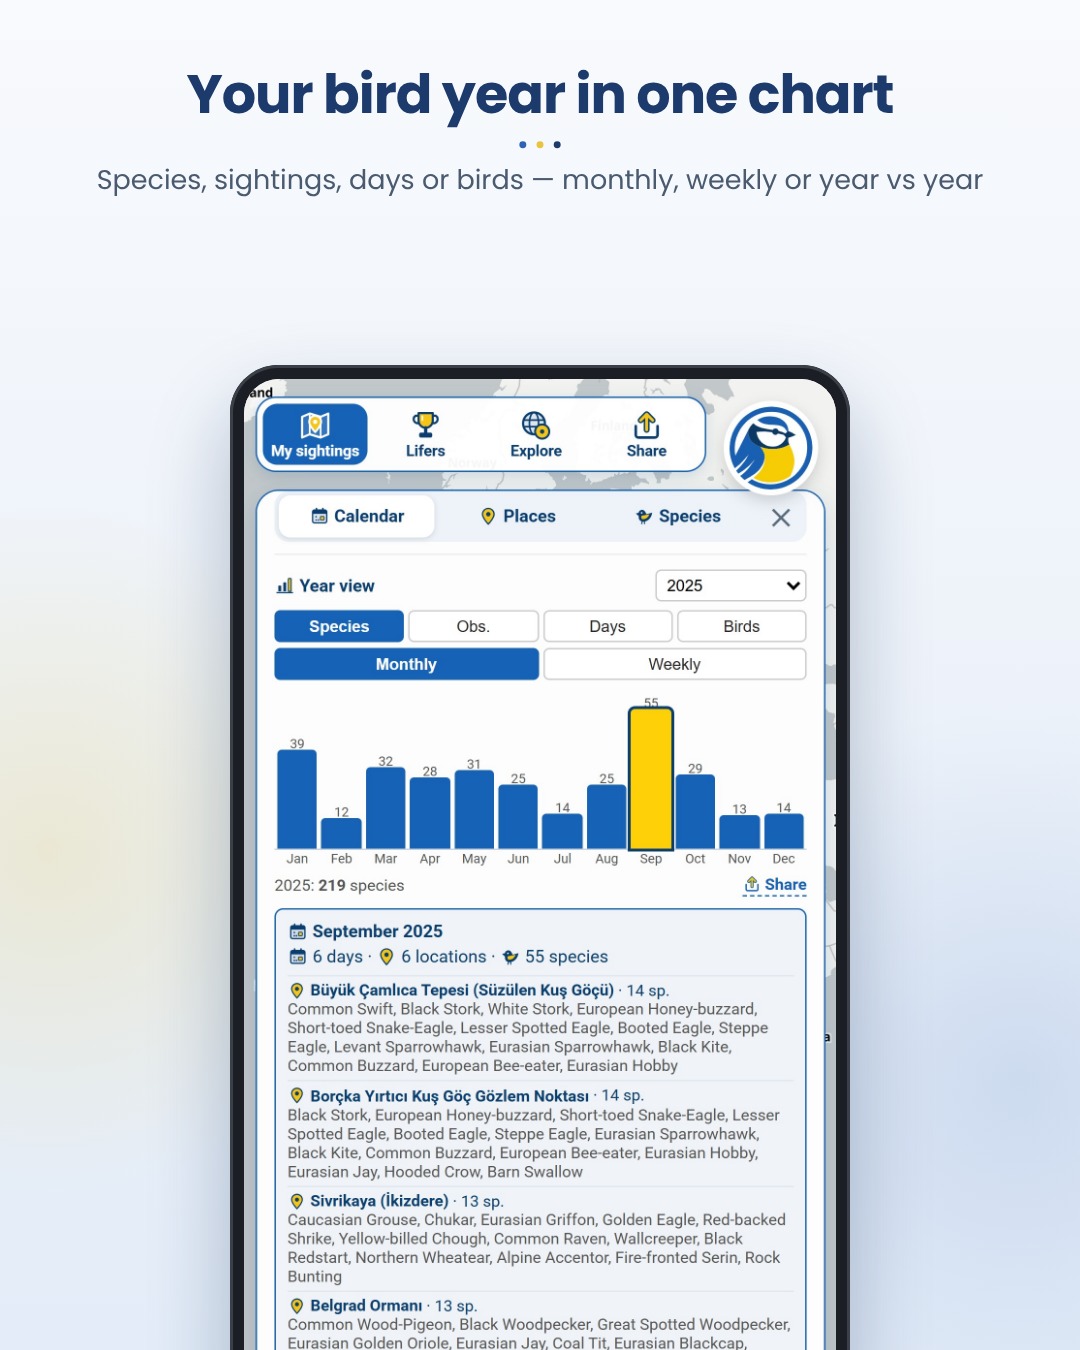 Your bird year in one chart
Species, sightings, days or birds — monthly, weekly or year vs year
and
My sightings
Lifers
Explore
Share
Finland
Norway
Calendar
Places
Species
Year view
2025
Species
Obs.
Days
Birds
Monthly
Weekly
39
12
32
28
31
25
14
25
55
29
13
14
Jan
Feb
Mar
Apr
May
Jun
Jul
Aug
Sep
Oct
Nov
Dec
2025: 219 species
Share
September 2025
6 days · 6 locations · 55 species
Büyük Çamlıca Tepesi (Süzülen Kuş Göçü) · 14 sp.
Common Swift, Black Stork, White Stork, European Honey-buzzard,
Short-toed Snake-Eagle, Lesser Spotted Eagle, Booted Eagle, Steppe
Eagle, Levant Sparrowhawk, Eurasian Sparrowhawk, Black Kite,
Common Buzzard, European Bee-eater, Eurasian Hobby
Borçka Yırtıcı Kuş Göç Gözlem Noktası · 14 sp.
Black Stork, European Honey-buzzard, Short-toed Snake-Eagle, Lesser
Spotted Eagle, Booted Eagle, Steppe Eagle, Eurasian Sparrowhawk,
Black Kite, Common Buzzard, European Bee-eater, Eurasian Hobby,
Eurasian Jay, Hooded Crow, Barn Swallow
Sivrikaya (İkizdere) · 13 sp.
Caucasian Grouse, Chukar, Eurasian Griffon, Golden Eagle, Red-backed
Shrike, Yellow-billed Chough, Common Raven, Wallcreeper, Black
Redstart, Northern Wheatear, Alpine Accentor, Fire-fronted Serin, Rock
Bunting
Belgrad Ormanı · 13 sp.
Common Wood-Pigeon, Black Woodpecker, Great Spotted Woodpecker,
Eurasian Golden Oriole, Eurasian Jay, Coal Tit, Eurasian Blackcap,
a